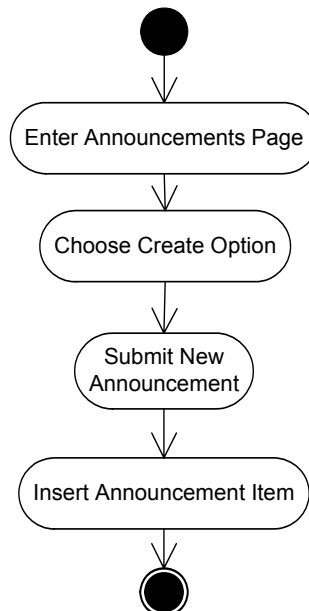 Enter Announcements Page
Choose Create Option
Submit New
Announcement
Insert Announcement Item